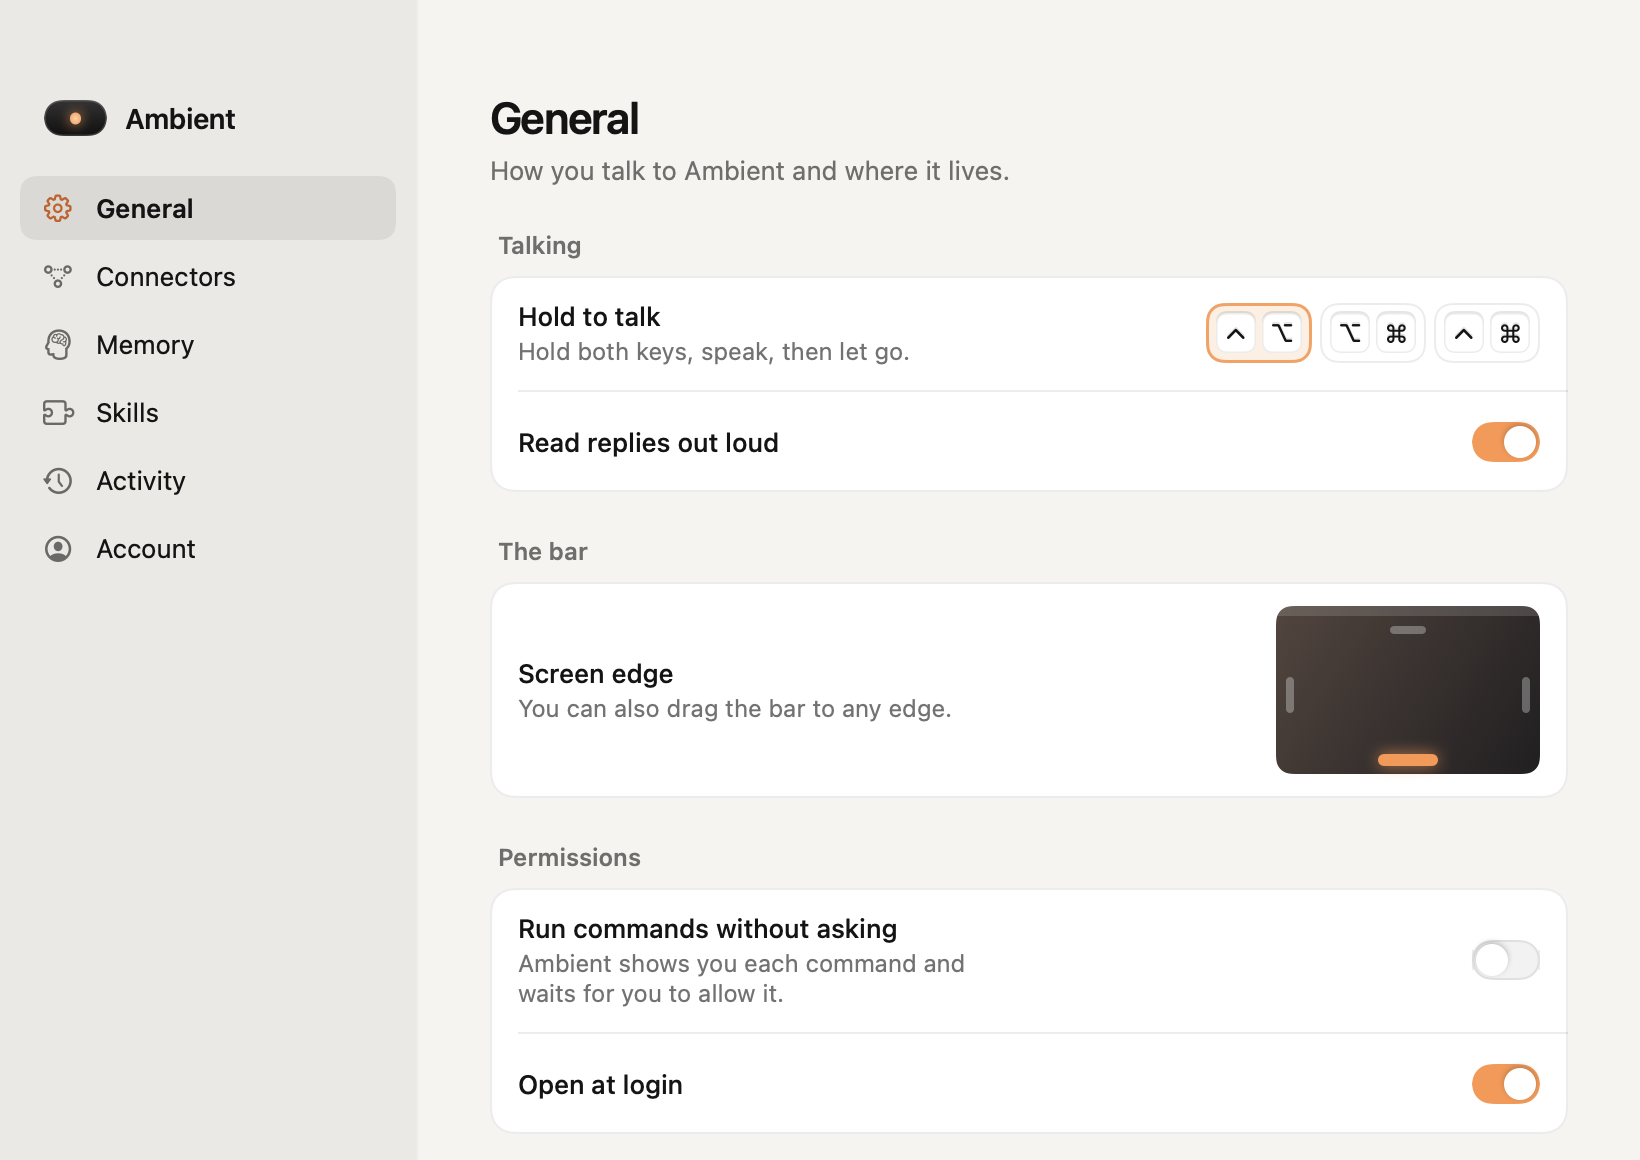 Ambient
General
Connectors
Memory
Skills
Activity
Account
General
How you talk to Ambient and where it lives.
Talking
Hold to talk
Hold both keys, speak, then let go.
⌃ ⌥ ⌥ ⌘ ⌃ ⌘
Read replies out loud
The bar
Screen edge
You can also drag the bar to any edge.
Permissions
Run commands without asking
Ambient shows you each command and
waits for you to allow it.
Open at login